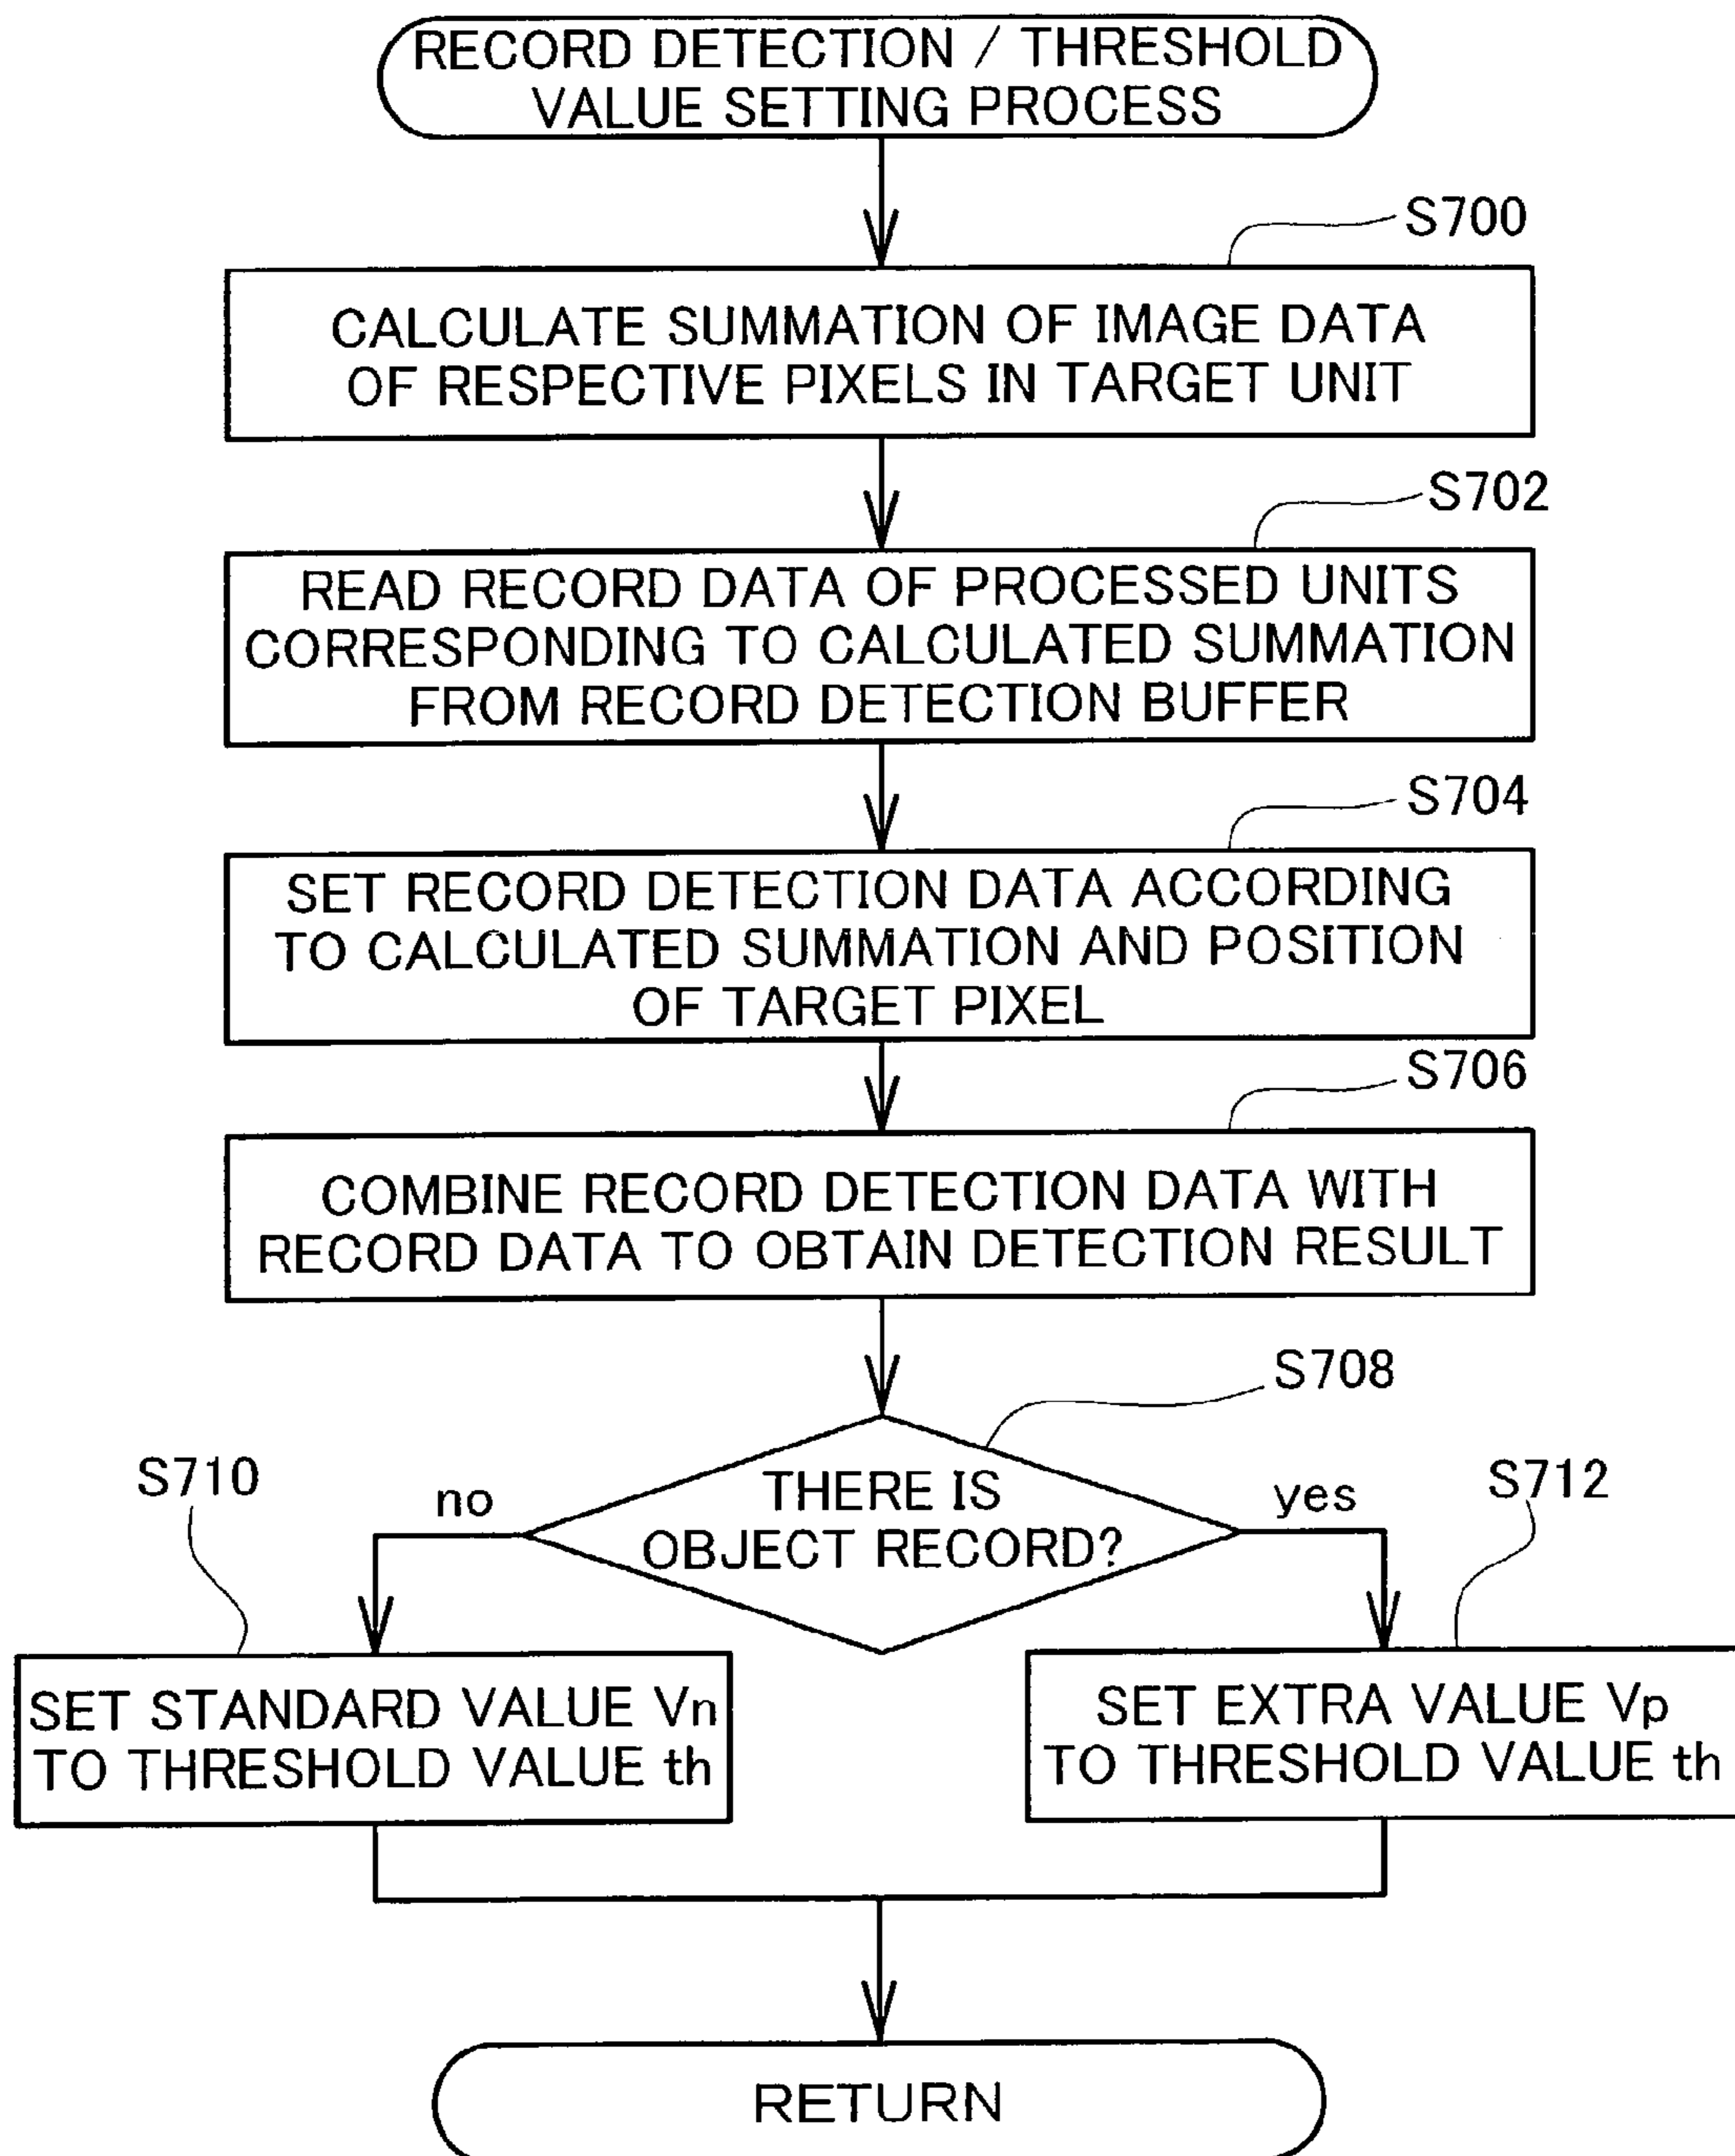 RECORD DETECTION / THRESHOLD
VALUE SETTING PROCESS
S700
CALCULATE SUMMATION OF IMAGE DATA
OF RESPECTIVE PIXELS IN TARGET UNIT
S702
READ RECORD DATA OF PROCESSED UNITS
CORRESPONDING TO CALCULATED SUMMATION
FROM RECORD DETECTION BUFFER
S704
SET RECORD DETECTION DATA ACCORDING
TO CALCULATED SUMMATION AND POSITION
OF TARGET PIXEL
S706
COMBINE RECORD DETECTION DATA WITH
RECORD DATA TO OBTAIN DETECTION RESULT
S708
THERE IS
OBJECT RECORD?
no
yes
S710
SET STANDARD VALUE Vn
TO THRESHOLD VALUE th
S712
SET EXTRA VALUE Vp
TO THRESHOLD VALUE th
RETURN